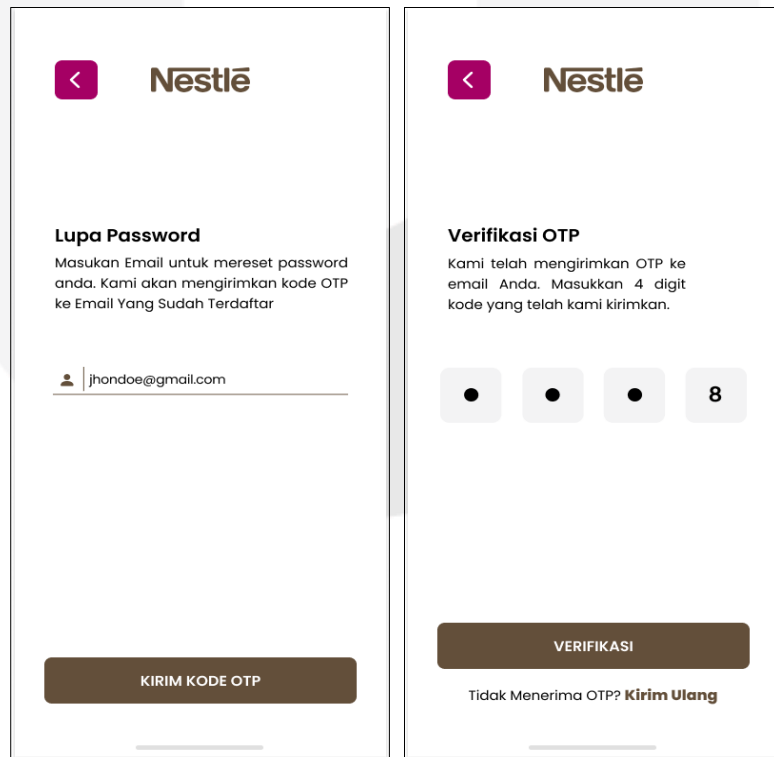 Nestlé
Lupa Password
Masukan Email untuk mereset password
anda. Kami akan mengirimkan kode OTP
ke Email Yang Sudah Terdaftar
jhondoe@gmail.com
KIRIM KODE OTP
Nestlé
Verifikasi OTP
Kami telah mengirimkan OTP ke
email Anda. Masukkan 4 digit
kode yang telah kami kirimkan.
8
VERIFIKASI
Tidak Menerima OTP? Kirim Ulang